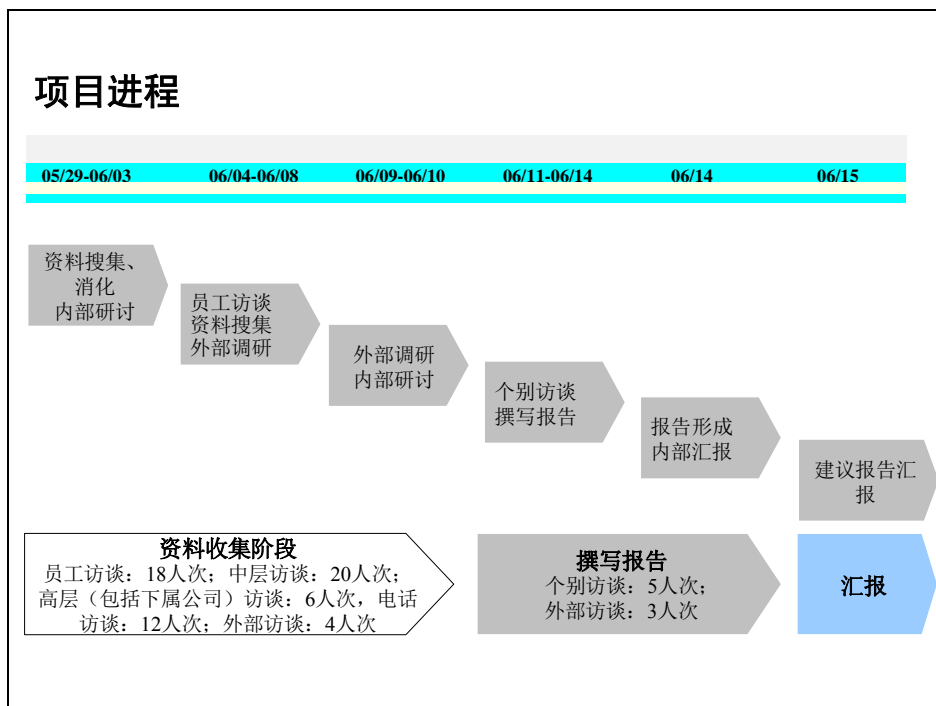 项目进程
05/29-06/03 06/04-06/08 06/09-06/10 06/11-06/14 06/14 06/15
资料搜集、
消化
内部研讨
员工访谈
资料搜集
外部调研
外部调研
内部研讨
个别访谈
撰写报告
报告形成
内部汇报
建议报告汇
报
资料收集阶段
员工访谈：18人次；中层访谈：20人次；
高层（包括下属公司）访谈：6人次，电话
访谈：12人次；外部访谈：4人次
撰写报告
个别访谈：5人次；
外部访谈：3人次
汇报